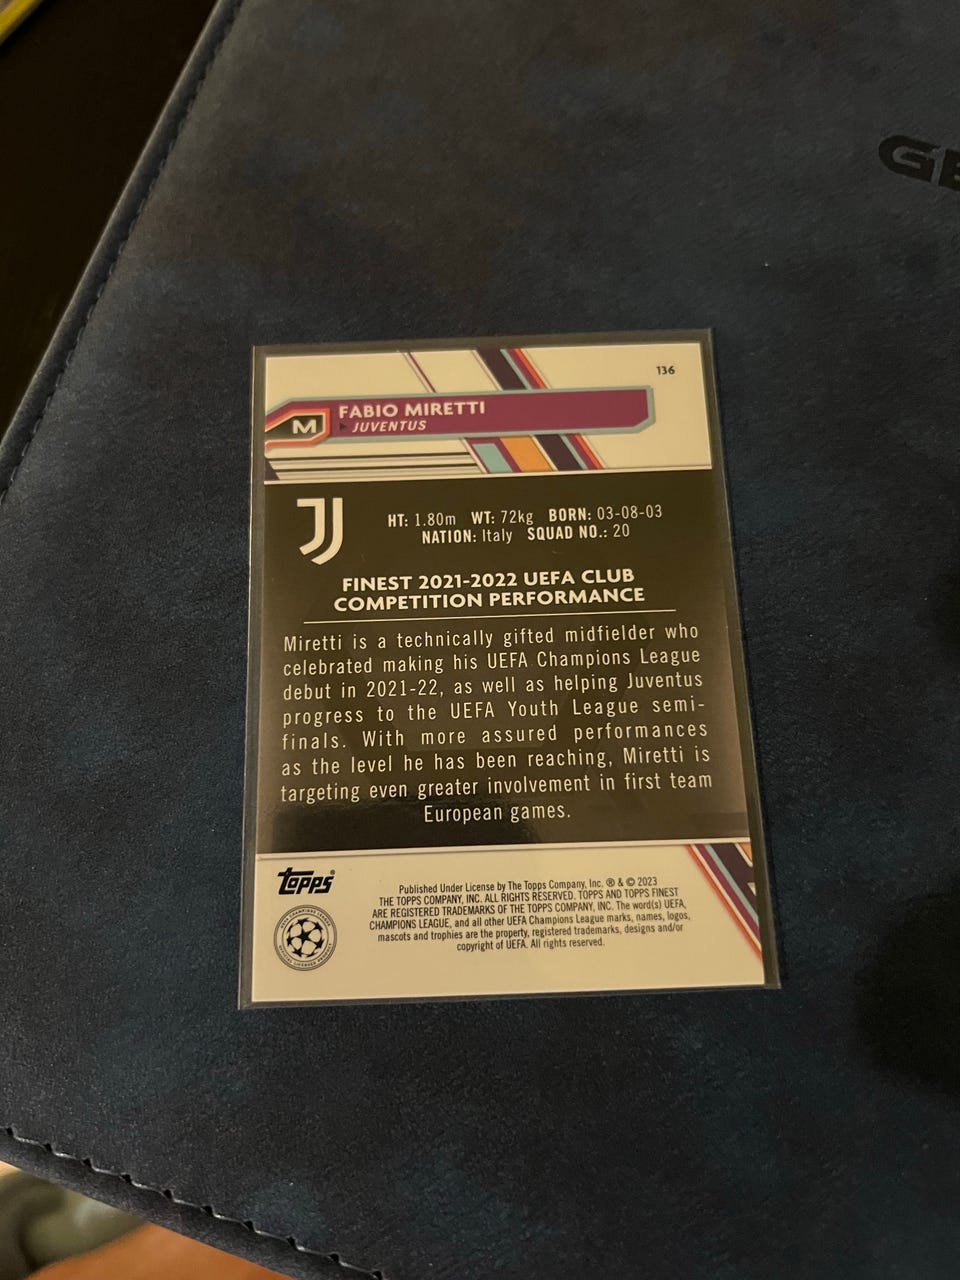 136
M
FABIO MIRETTI
JUVENTUS
HT: 1.80m WT: 72kg BORN: 03-08-03
NATION: Italy SQUAD NO.: 20
FINEST 2021-2022 UEFA CLUB
COMPETITION PERFORMANCE
Miretti is a technically gifted midfielder who
celebrated making his UEFA Champions League
debut in 2021-22, as well as helping Juventus
progress to the UEFA Youth League semi-
finals. With more assured performances
as the level he has been reaching, Miretti is
targeting even greater involvement in first team
European games.
Topps®
Published Under License by The Topps Company, Inc. ® & © 2023
THE TOPPS COMPANY, INC. ALL RIGHTS RESERVED. TOPPS AND TOPPS FINEST
ARE REGISTERED TRADEMARKS OF THE TOPPS COMPANY, INC. The word(s) UEFA,
CHAMPIONS LEAGUE, and all other UEFA Champions League marks, names, logos,
mascots and trophies are the property, registered trademarks, designs and/or
copyright of UEFA. All rights reserved.